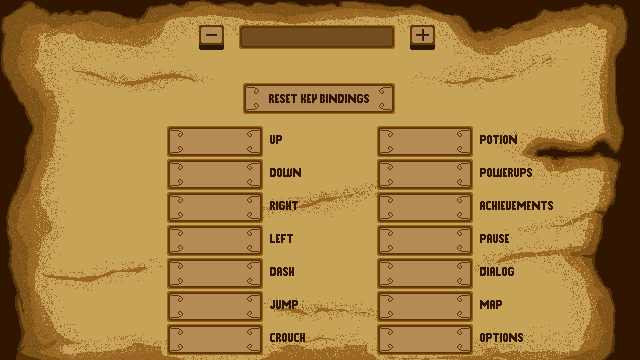 − +
RESET KEY BINDINGS
UP
DOWN
RIGHT
LEFT
DASH
JUMP
CROUCH
POTION
POWERUPS
ACHIEVEMENTS
PAUSE
DIALOG
MAP
OPTIONS